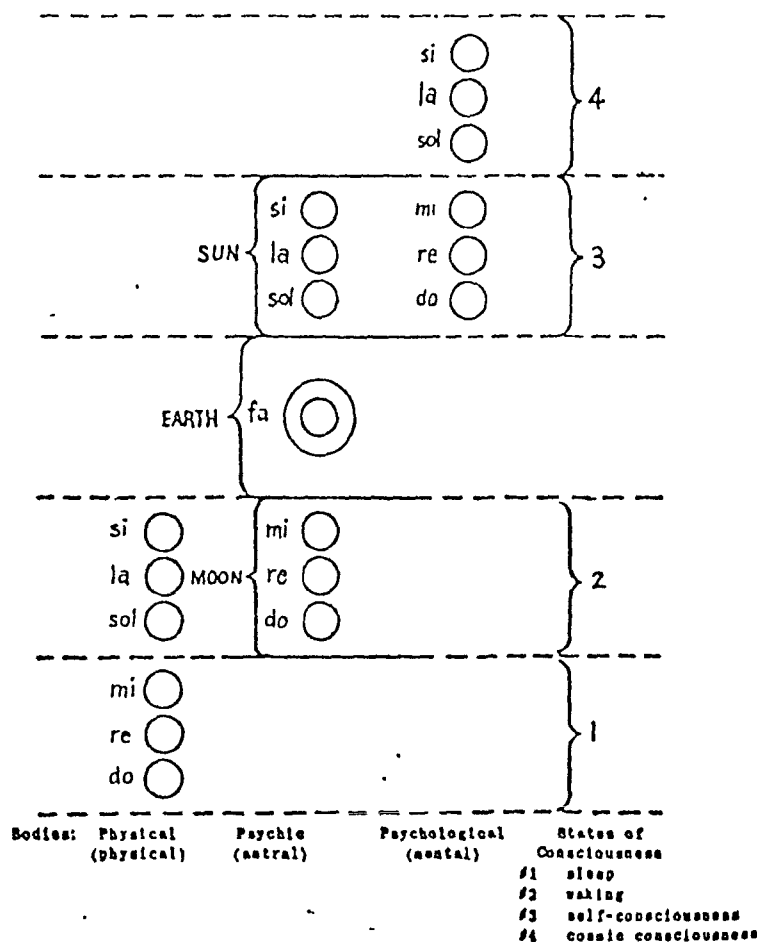 si
la
sol
4
si mi
SUN la re 3
sol do
EARTH fa
si mi
la MOON re 2
sol do
mi
re 1
do
Bodies: Physical Psychic Psychological States of
(physical) (astral) (mental) Consciousness
#1 sleep
#2 waking
#3 self-consciousness
#4 cosmic consciousness